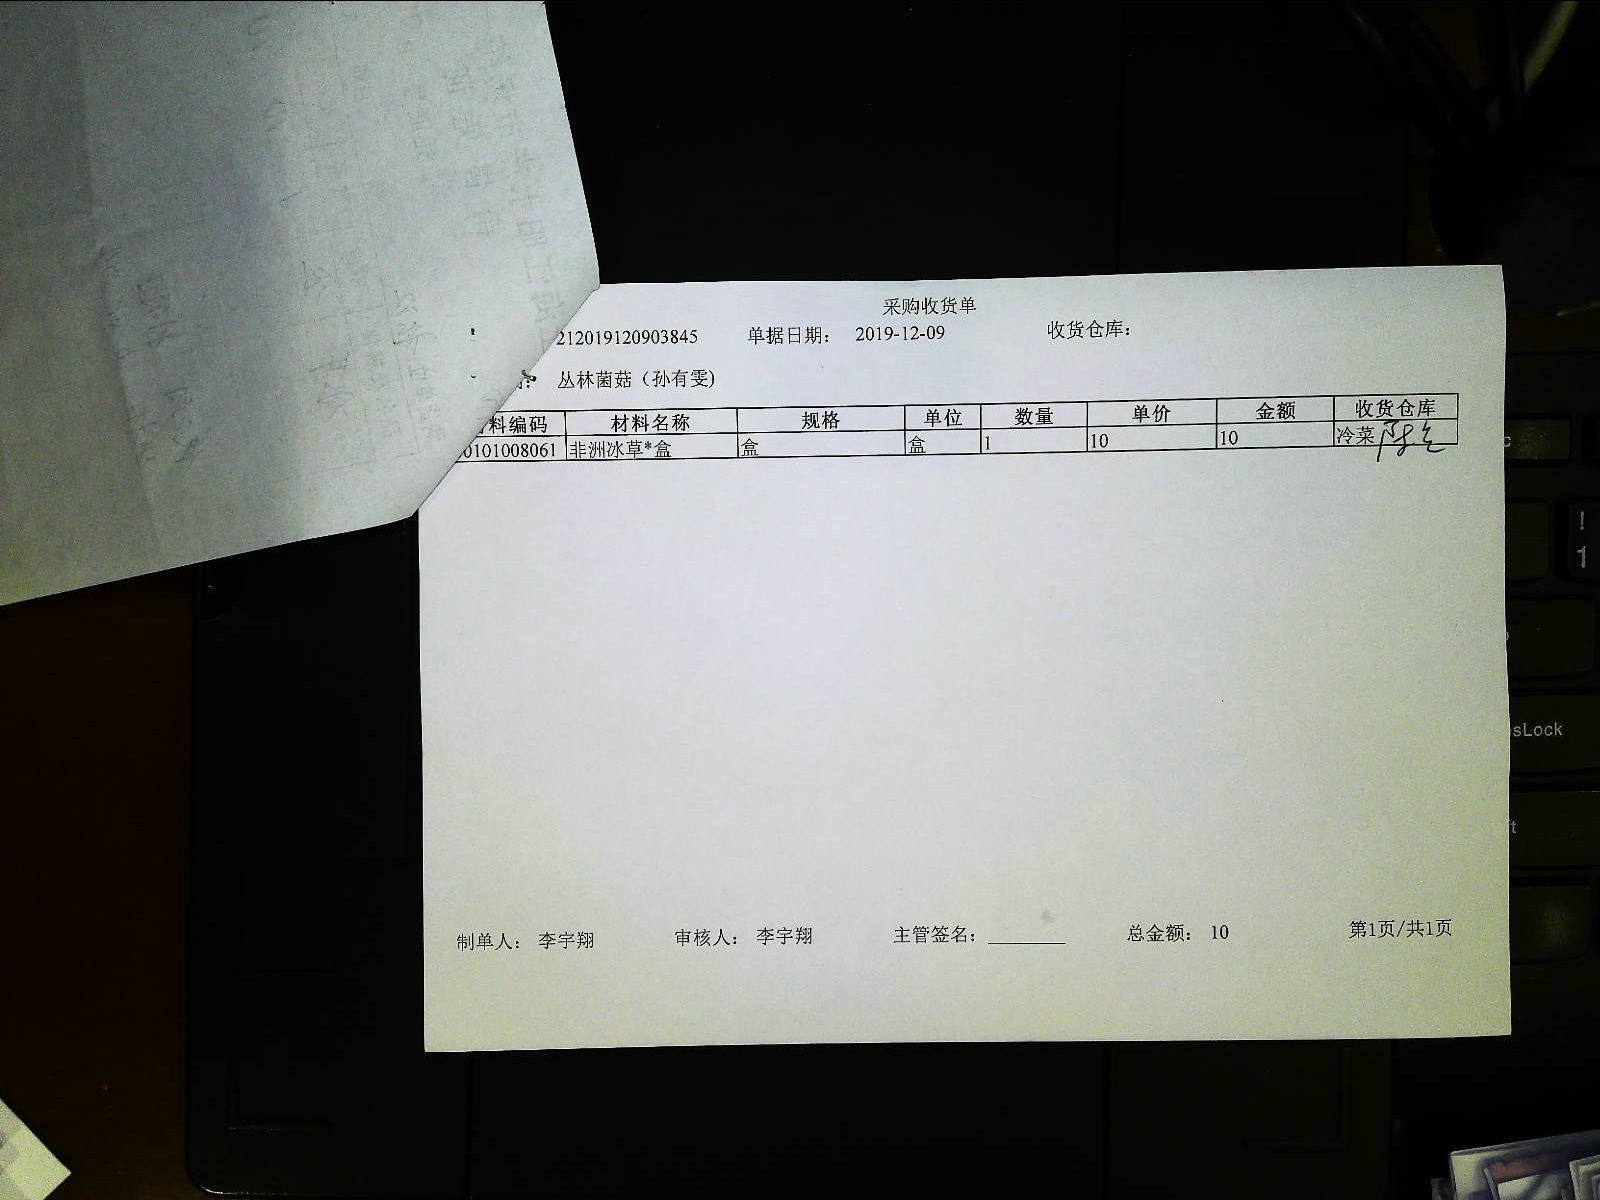 采购收货单
212019120903845 单据日期: 2019-12-09 收货仓库:
丛林菌菇(孙有雯)
料编码 材料名称 规格 单位 数量 单价 金额 收货仓库
0101008061 非洲冰草*盒 盒 盒 1 10 10 冷菜
制单人: 李宇翔 审核人: 李宇翔 主管签名: 总金额: 10 第1页/共1页
!
1
sLock